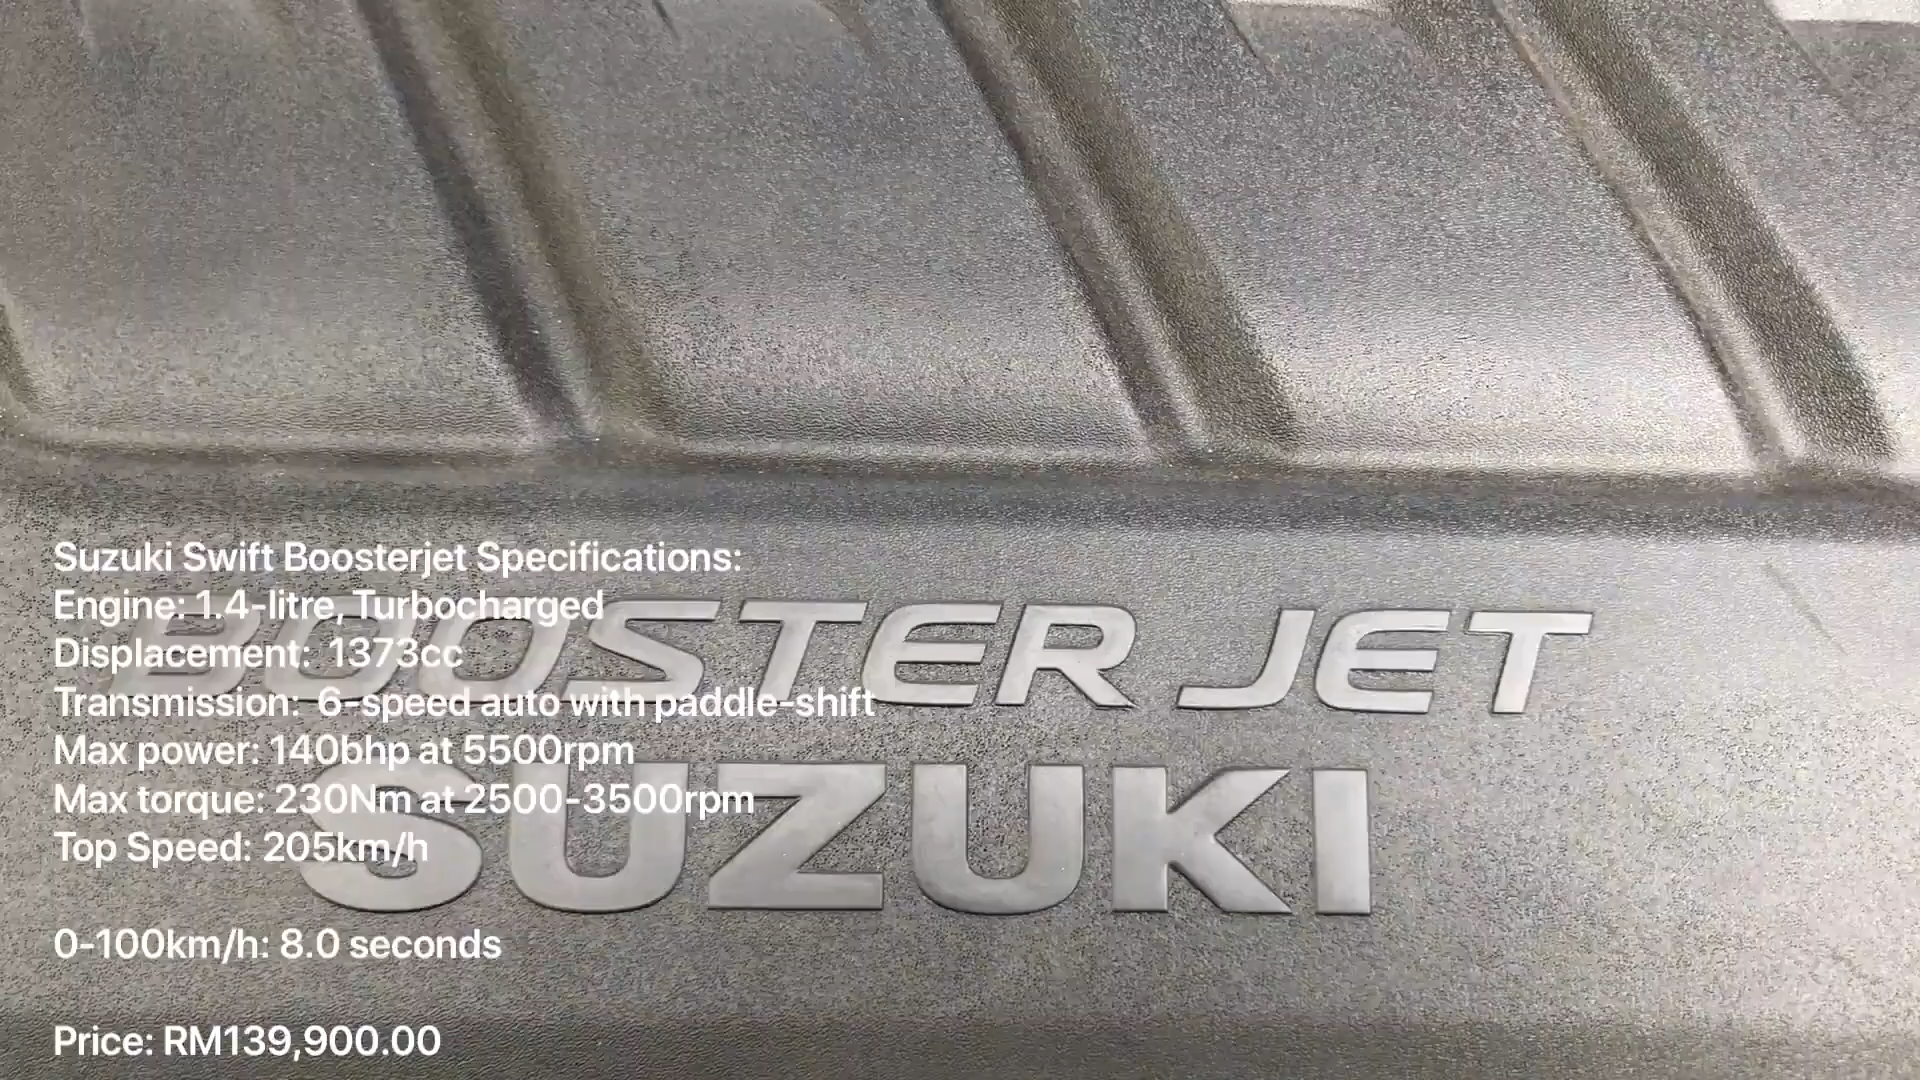 Suzuki Swift Boosterjet Specifications:
Engine: 1.4-litre, Turbocharged
Displacement: 1373cc
Transmission: 6-speed auto with paddle-shift
Max power: 140bhp at 5500rpm
Max torque: 230Nm at 2500-3500rpm
Top Speed: 205km/h
0-100km/h: 8.0 seconds
Price: RM139,900.00
BOOSTER JET
SUZUKI